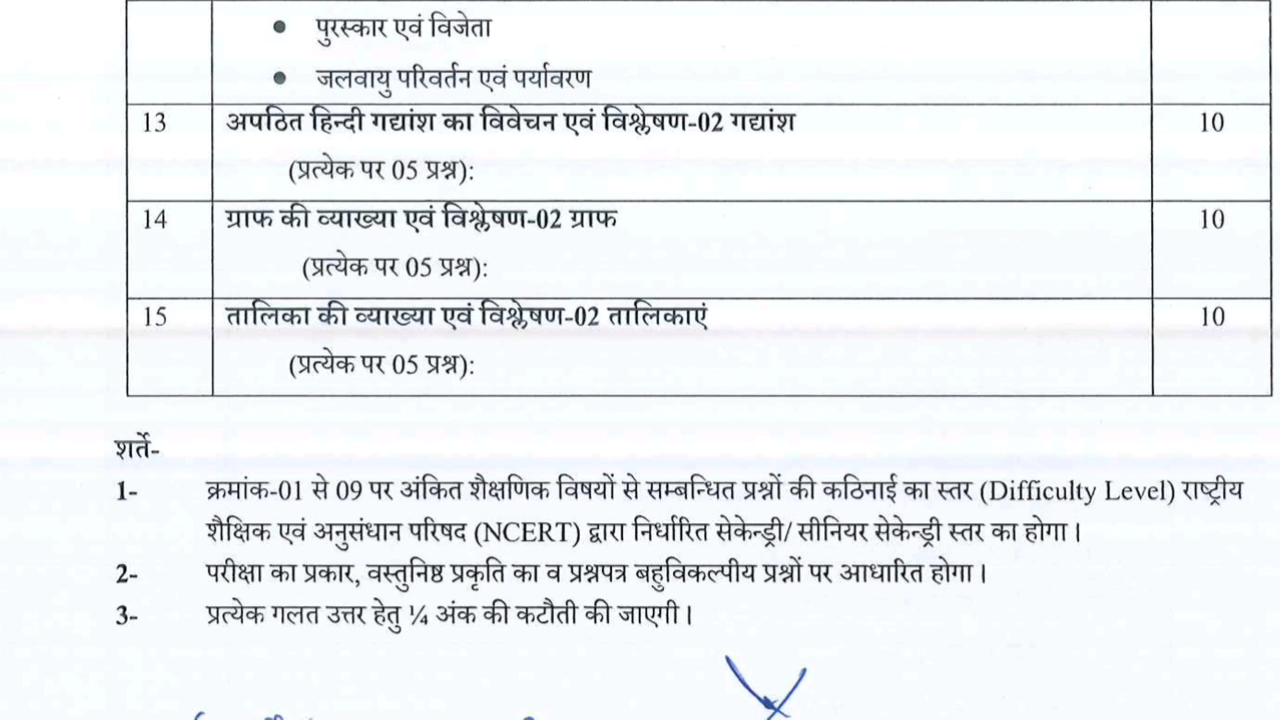 ● पुरस्कार एवं विजेता
● जलवायु परिवर्तन एवं पर्यावरण
13 अपठित हिन्दी गद्यांश का विवेचन एवं विश्लेषण-02 गद्यांश 10
(प्रत्येक पर 05 प्रश्न):
14 ग्राफ की व्याख्या एवं विश्लेषण-02 ग्राफ 10
(प्रत्येक पर 05 प्रश्न):
15 तालिका की व्याख्या एवं विश्लेषण-02 तालिकाएं 10
(प्रत्येक पर 05 प्रश्न):
शर्ते-
1- क्रमांक-01 से 09 पर अंकित शैक्षणिक विषयों से सम्बन्धित प्रश्नों की कठिनाई का स्तर (Difficulty Level) राष्ट्रीय
शैक्षिक एवं अनुसंधान परिषद (NCERT) द्वारा निर्धारित सेकेन्ड्री/ सीनियर सेकेन्ड्री स्तर का होगा।
2- परीक्षा का प्रकार, वस्तुनिष्ठ प्रकृति का व प्रश्नपत्र बहुविकल्पीय प्रश्नों पर आधारित होगा।
3- प्रत्येक गलत उत्तर हेतु ¼ अंक की कटौती की जाएगी।